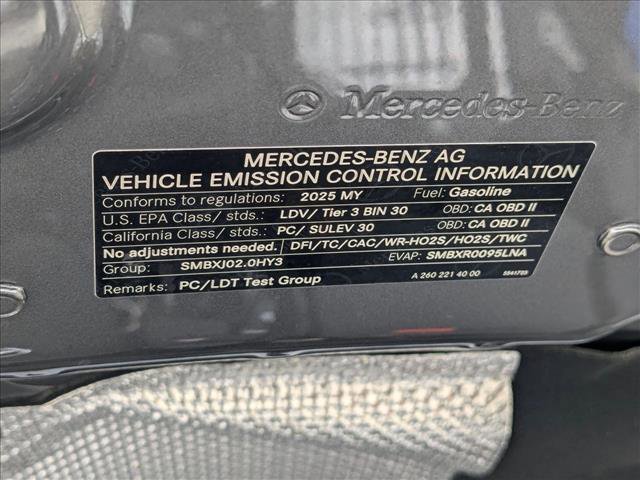 Mercedes-Benz
MERCEDES-BENZ AG
VEHICLE EMISSION CONTROL INFORMATION
Conforms to regulations: 2025 MY Fuel: Gasoline
U.S. EPA Class/ stds.: LDV/ Tier 3 BIN 30 OBD: CA OBD II
California Class/ stds.: PC/ SULEV 30 OBD: CA OBD II
No adjustments needed. DFI/TC/CAC/WR-HO2S/HO2S/TWC
Group: SMBXJ02.0HY3 EVAP: SMBXR0095LNA
Remarks: PC/LDT Test Group A 260 221 40 00